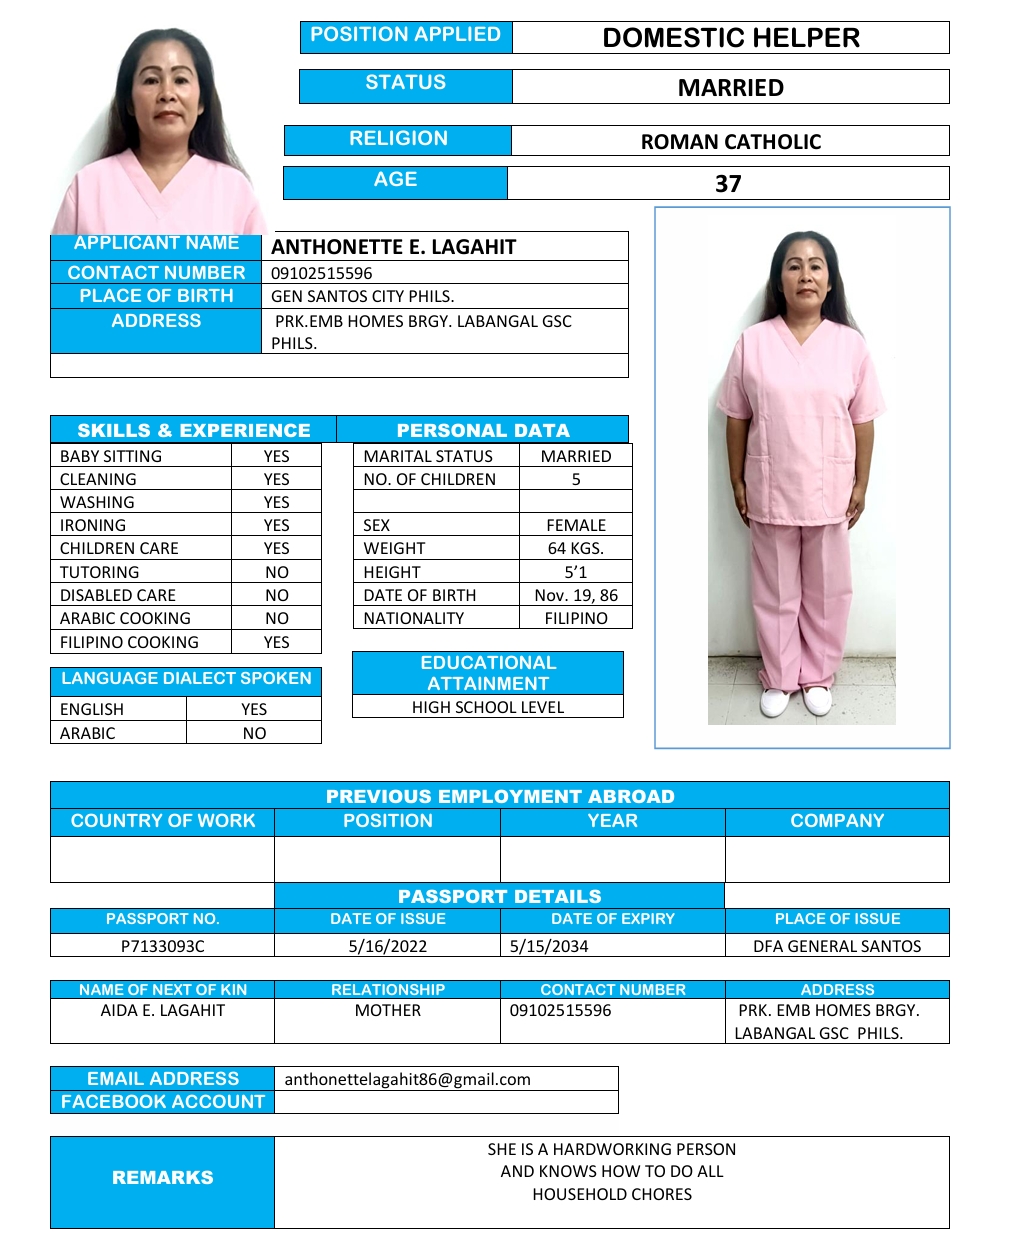 POSITION APPLIED DOMESTIC HELPER
STATUS MARRIED
RELIGION ROMAN CATHOLIC
AGE 37
APPLICANT NAME ANTHONETTE E. LAGAHIT
CONTACT NUMBER 09102515596
PLACE OF BIRTH GEN SANTOS CITY PHILS.
ADDRESS PRK.EMB HOMES BRGY. LABANGAL GSC
PHILS.
SKILLS & EXPERIENCE
BABY SITTING YES
CLEANING YES
WASHING YES
IRONING YES
CHILDREN CARE YES
TUTORING NO
DISABLED CARE NO
ARABIC COOKING NO
FILIPINO COOKING YES
LANGUAGE DIALECT SPOKEN
ENGLISH YES
ARABIC NO
PERSONAL DATA
MARITAL STATUS MARRIED
NO. OF CHILDREN 5
SEX FEMALE
WEIGHT 64 KGS.
HEIGHT 5’1
DATE OF BIRTH Nov. 19, 86
NATIONALITY FILIPINO
EDUCATIONAL
ATTAINMENT
HIGH SCHOOL LEVEL
PREVIOUS EMPLOYMENT ABROAD
COUNTRY OF WORK POSITION YEAR COMPANY
PASSPORT DETAILS
PASSPORT NO. DATE OF ISSUE DATE OF EXPIRY PLACE OF ISSUE
P7133093C 5/16/2022 5/15/2034 DFA GENERAL SANTOS
NAME OF NEXT OF KIN RELATIONSHIP CONTACT NUMBER ADDRESS
AIDA E. LAGAHIT MOTHER 09102515596 PRK. EMB HOMES BRGY.
LABANGAL GSC PHILS.
EMAIL ADDRESS anthonettelagahit86@gmail.com
FACEBOOK ACCOUNT
REMARKS
SHE IS A HARDWORKING PERSON
AND KNOWS HOW TO DO ALL
HOUSEHOLD CHORES